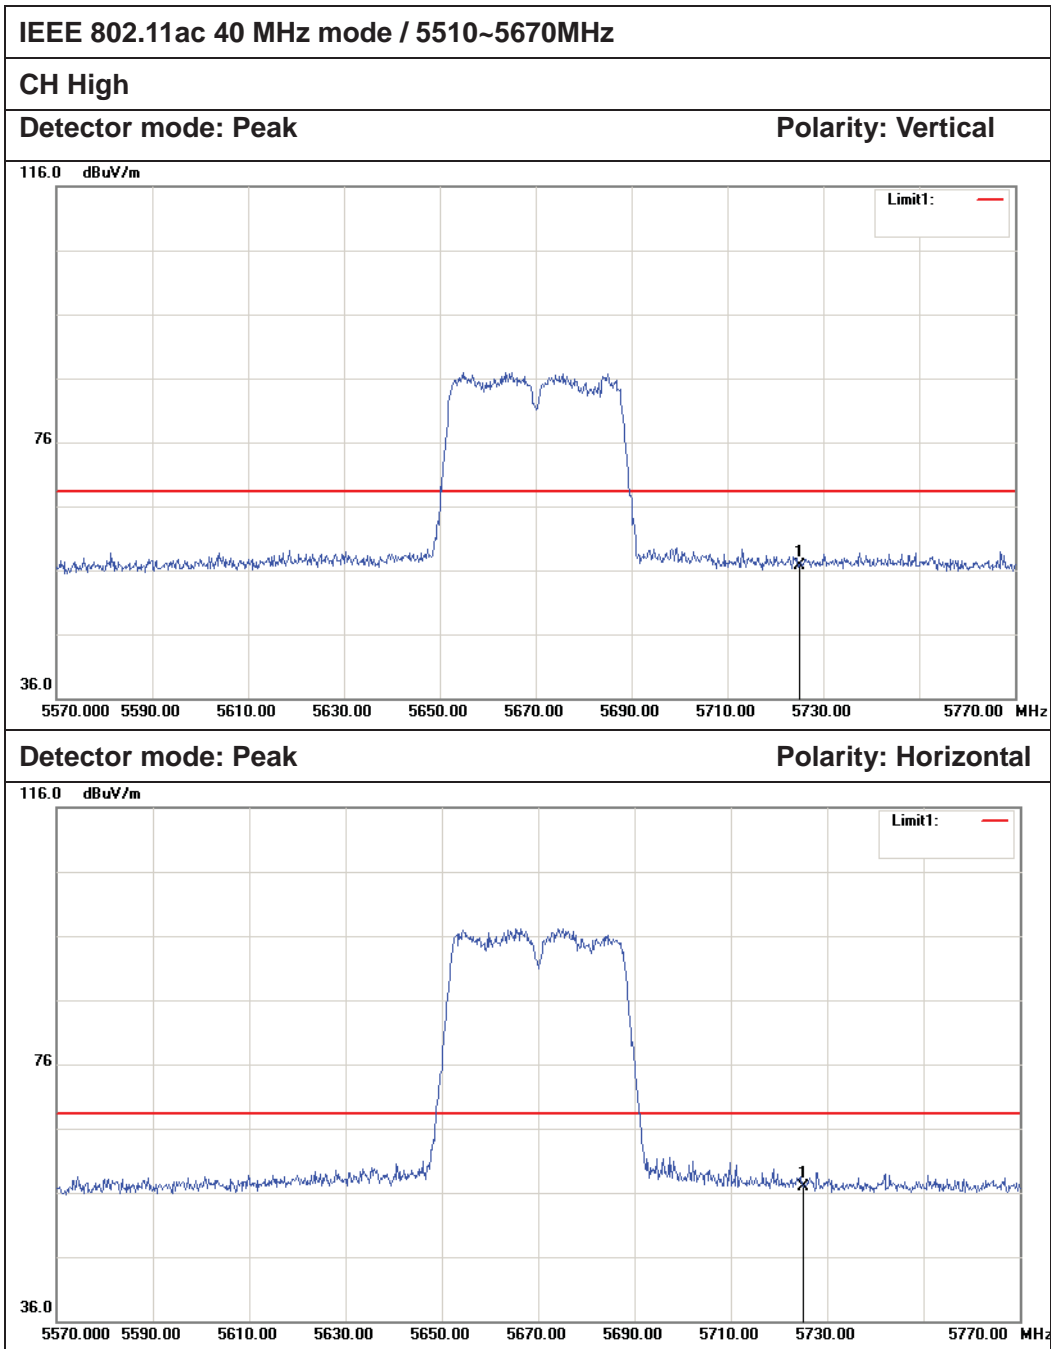 IEEE 802.11ac 40 MHz mode / 5510~5670MHz
CH High
Detector mode: Peak Polarity: Vertical
116.0 dBuV/m
Limit1:
76
1
36.0
5570.000 5590.00 5610.00 5630.00 5650.00 5670.00 5690.00 5710.00 5730.00 5770.00 MHz
Detector mode: Peak Polarity: Horizontal
116.0 dBuV/m
Limit1:
76
1
36.0
5570.000 5590.00 5610.00 5630.00 5650.00 5670.00 5690.00 5710.00 5730.00 5770.00 MHz